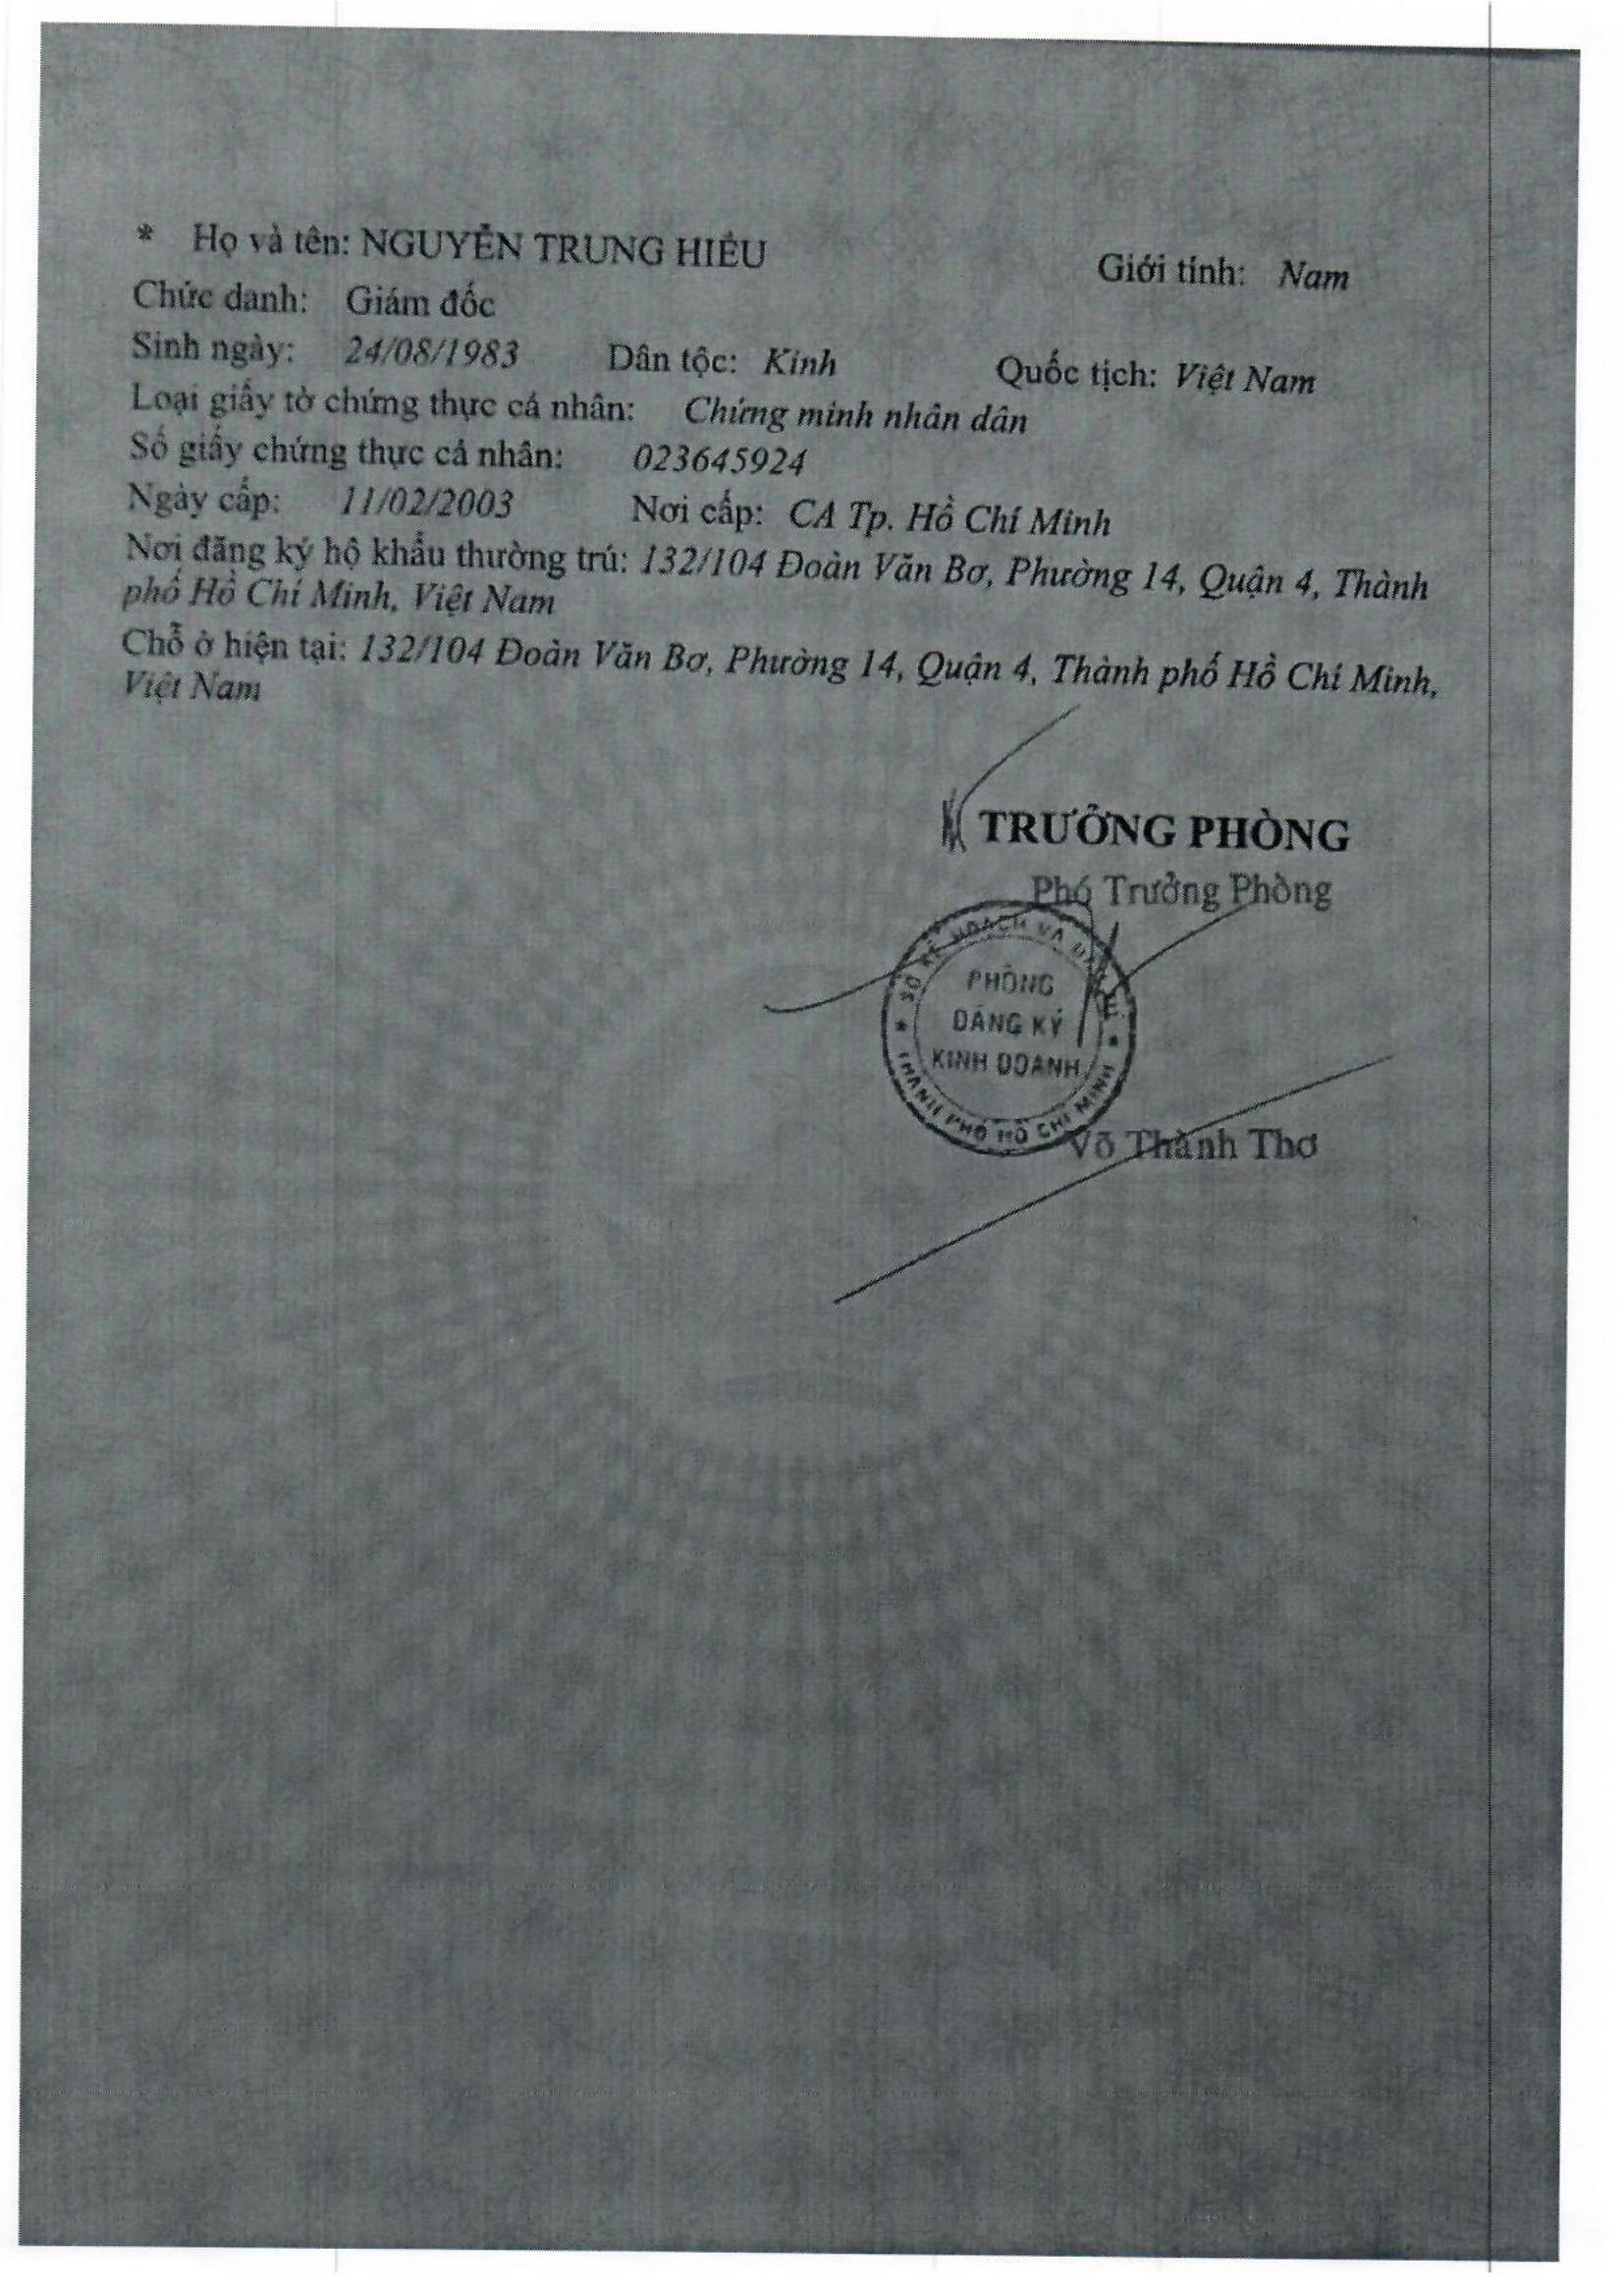 * Họ và tên: NGUYỄN TRUNG HIẾU Giới tính: Nam
Chức danh: Giám đốc
Sinh ngày: 24/08/1983 Dân tộc: Kinh Quốc tịch: Việt Nam
Loại giấy tờ chứng thực cá nhân: Chứng minh nhân dân
Số giấy chứng thực cá nhân: 023645924
Ngày cấp: 11/02/2003 Nơi cấp: CA Tp. Hồ Chí Minh
Nơi đăng ký hộ khẩu thường trú: 132/104 Đoàn Văn Bơ, Phường 14, Quận 4, Thành
phố Hồ Chí Minh, Việt Nam
Chỗ ở hiện tại: 132/104 Đoàn Văn Bơ, Phường 14, Quận 4, Thành phố Hồ Chí Minh,
Việt Nam
TRƯỞNG PHÒNG
Phó Trưởng Phòng
SỞ KẾ HOẠCH VÀ
PHÒNG
ĐĂNG KÝ
KINH DOANH
THÀNH PHỐ HỒ CHÍ MINH
Võ Thành Thơ